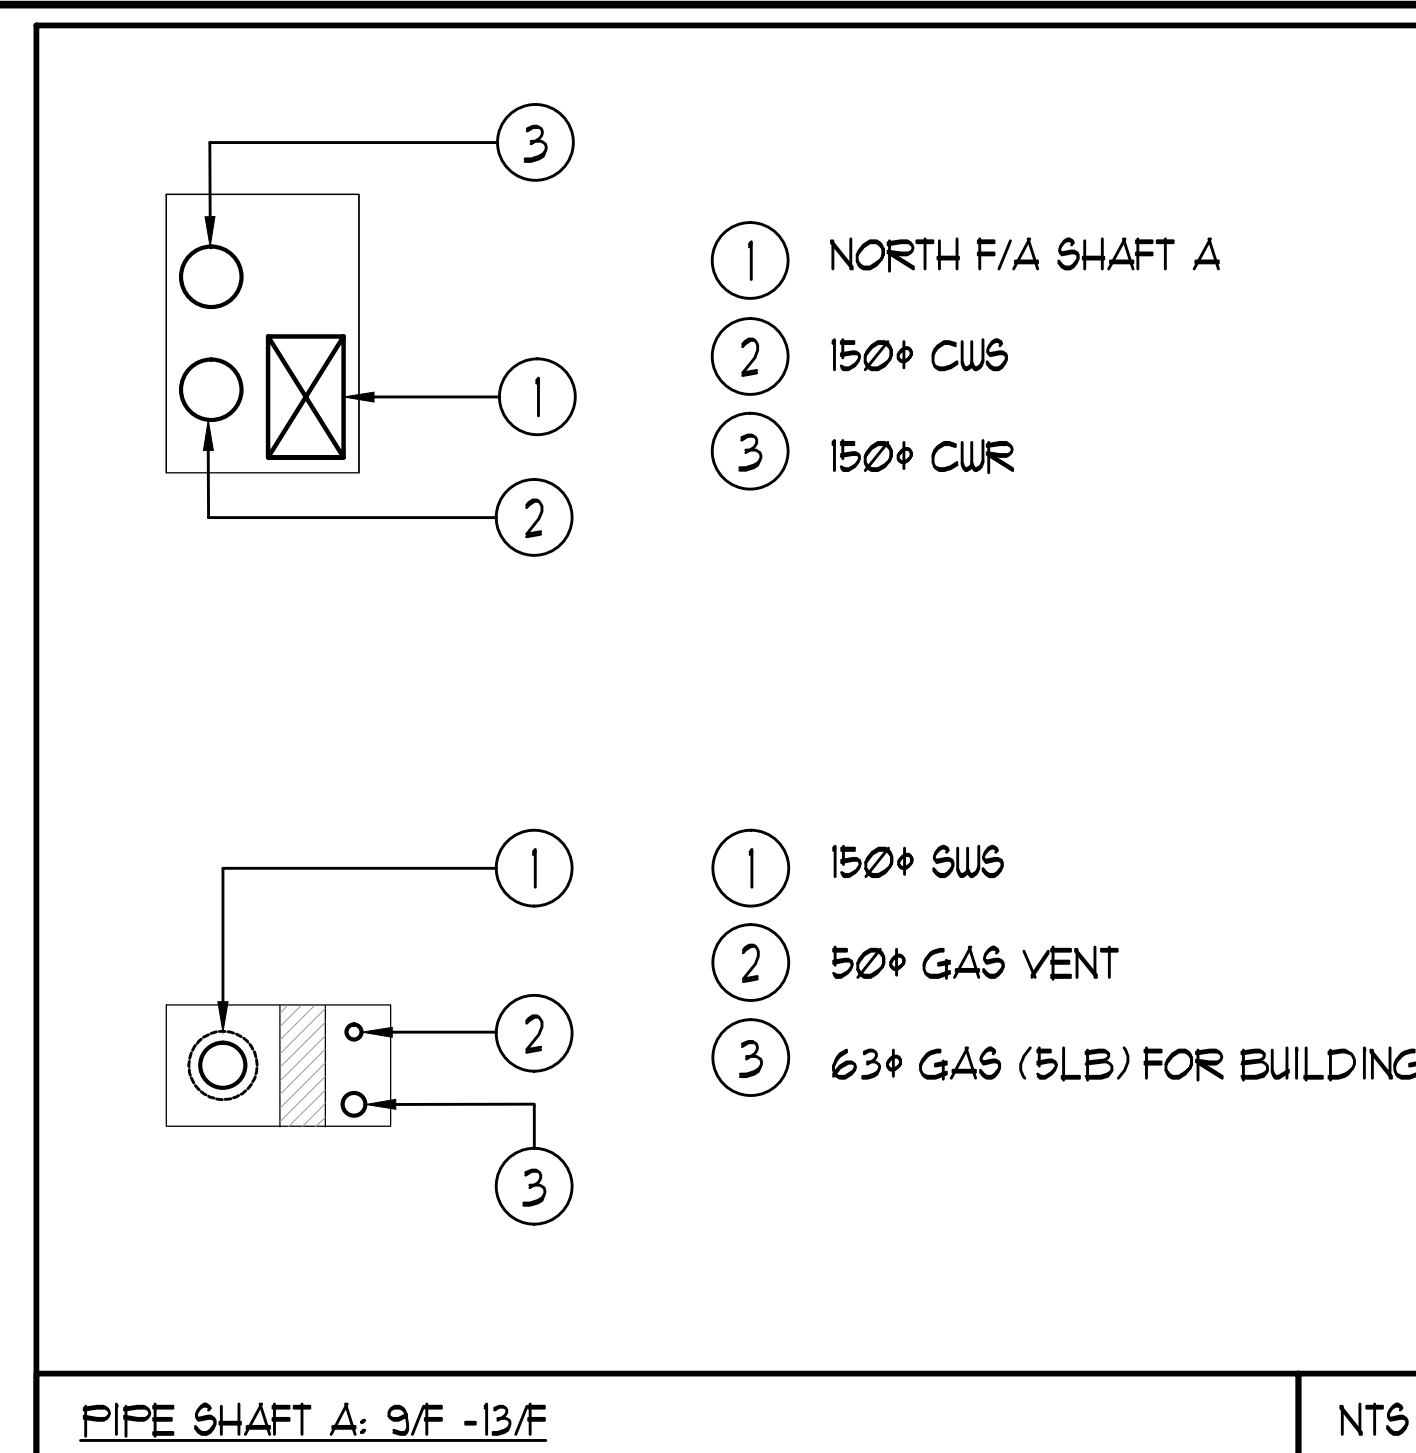 3
1
2
1 NORTH F/A SHAFT A
2 150φ CWS
3 150φ CWR
1
2
3
1 150φ SWS
2 50φ GAS VENT
3 63φ GAS (5LB) FOR BUILDING
PIPE SHAFT A: 9/F -13/F
NTS